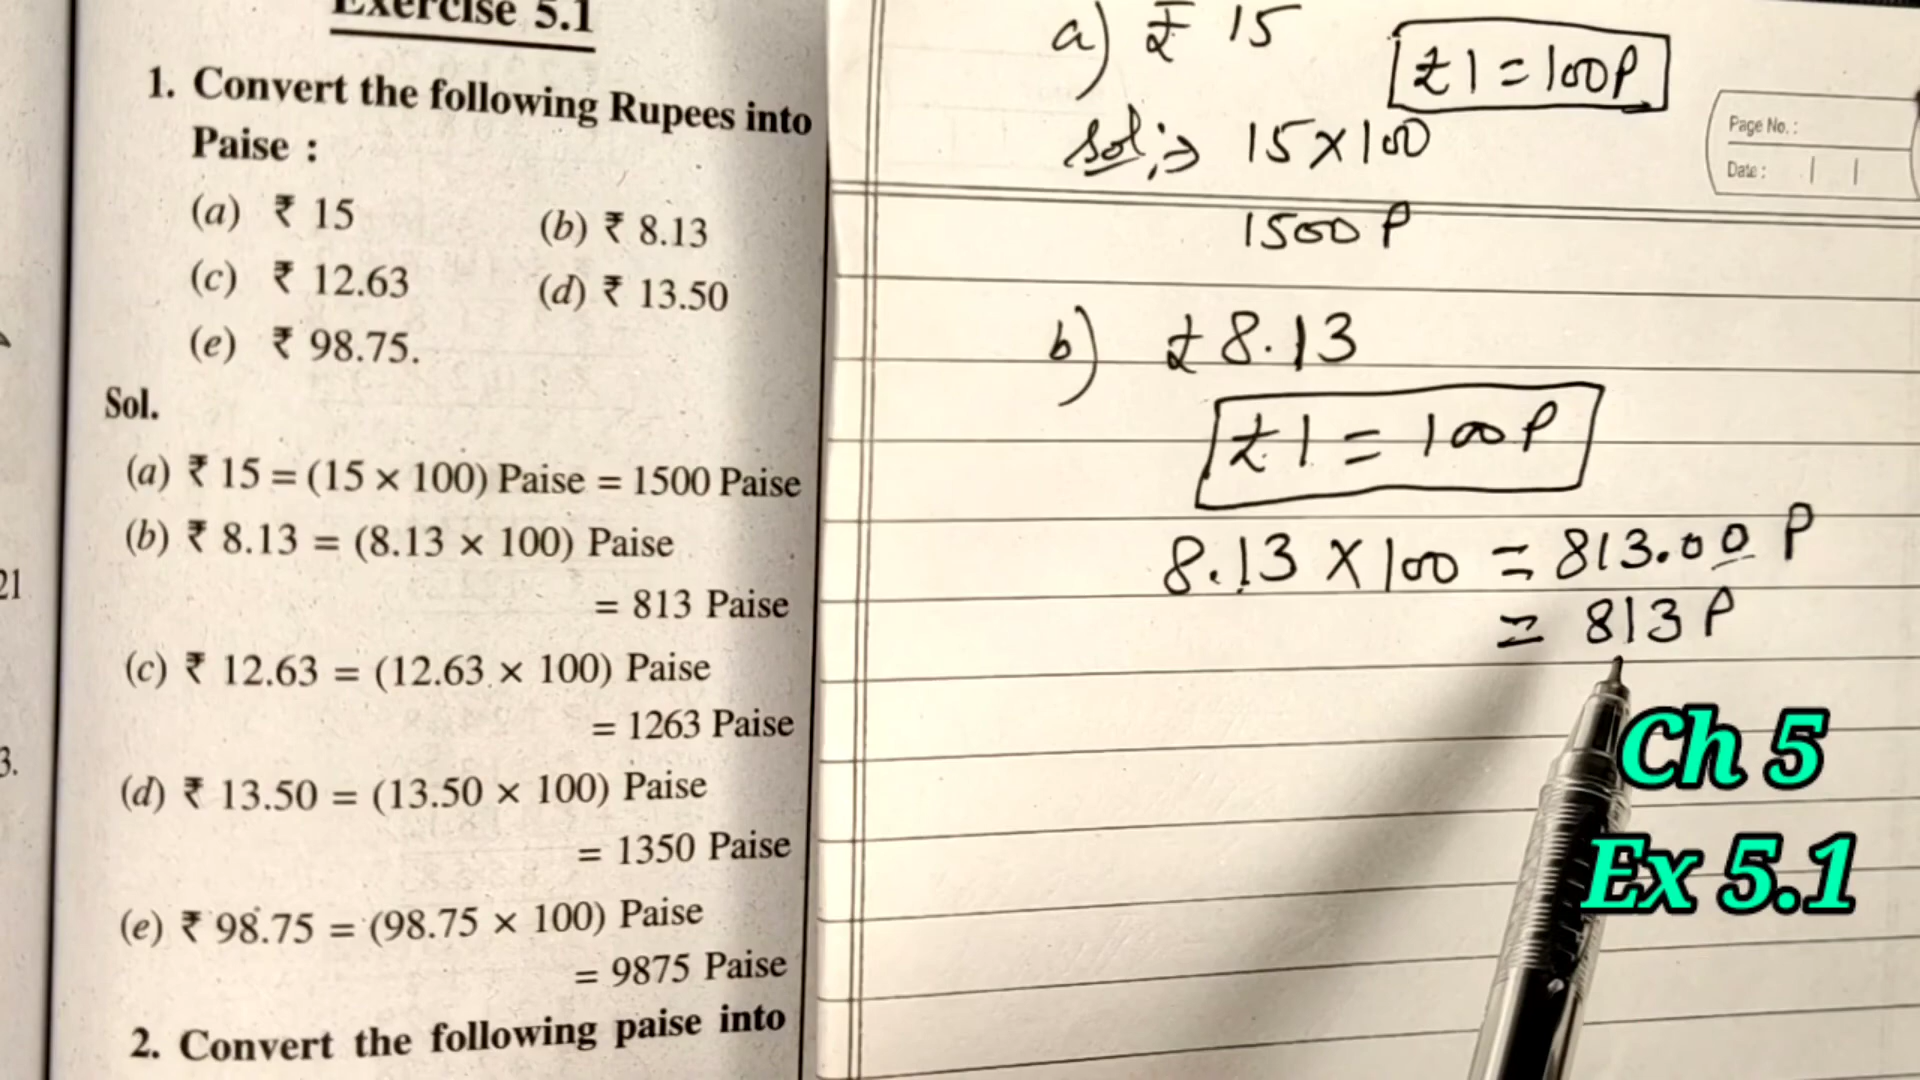 Exercise 5.1
1. Convert the following Rupees into
Paise :
(a) ₹ 15 (b) ₹ 8.13
(c) ₹ 12.63 (d) ₹ 13.50
(e) ₹ 98.75.
Sol.
(a) ₹ 15 = (15 × 100) Paise = 1500 Paise
(b) ₹ 8.13 = (8.13 × 100) Paise
= 813 Paise
(c) ₹ 12.63 = (12.63 × 100) Paise
= 1263 Paise
(d) ₹ 13.50 = (13.50 × 100) Paise
= 1350 Paise
(e) ₹ 98.75 = (98.75 × 100) Paise
= 9875 Paise
2. Convert the following paise into
21
3.
a) ₹ 15
₹1 = 100P
Sol:⇒ 15×100
1500 P
Page No. :
Date :
b) ₹8.13
₹1 = 100P
8.13 × 100 = 813.00 P
= 813 P
Ch 5
Ex 5.1